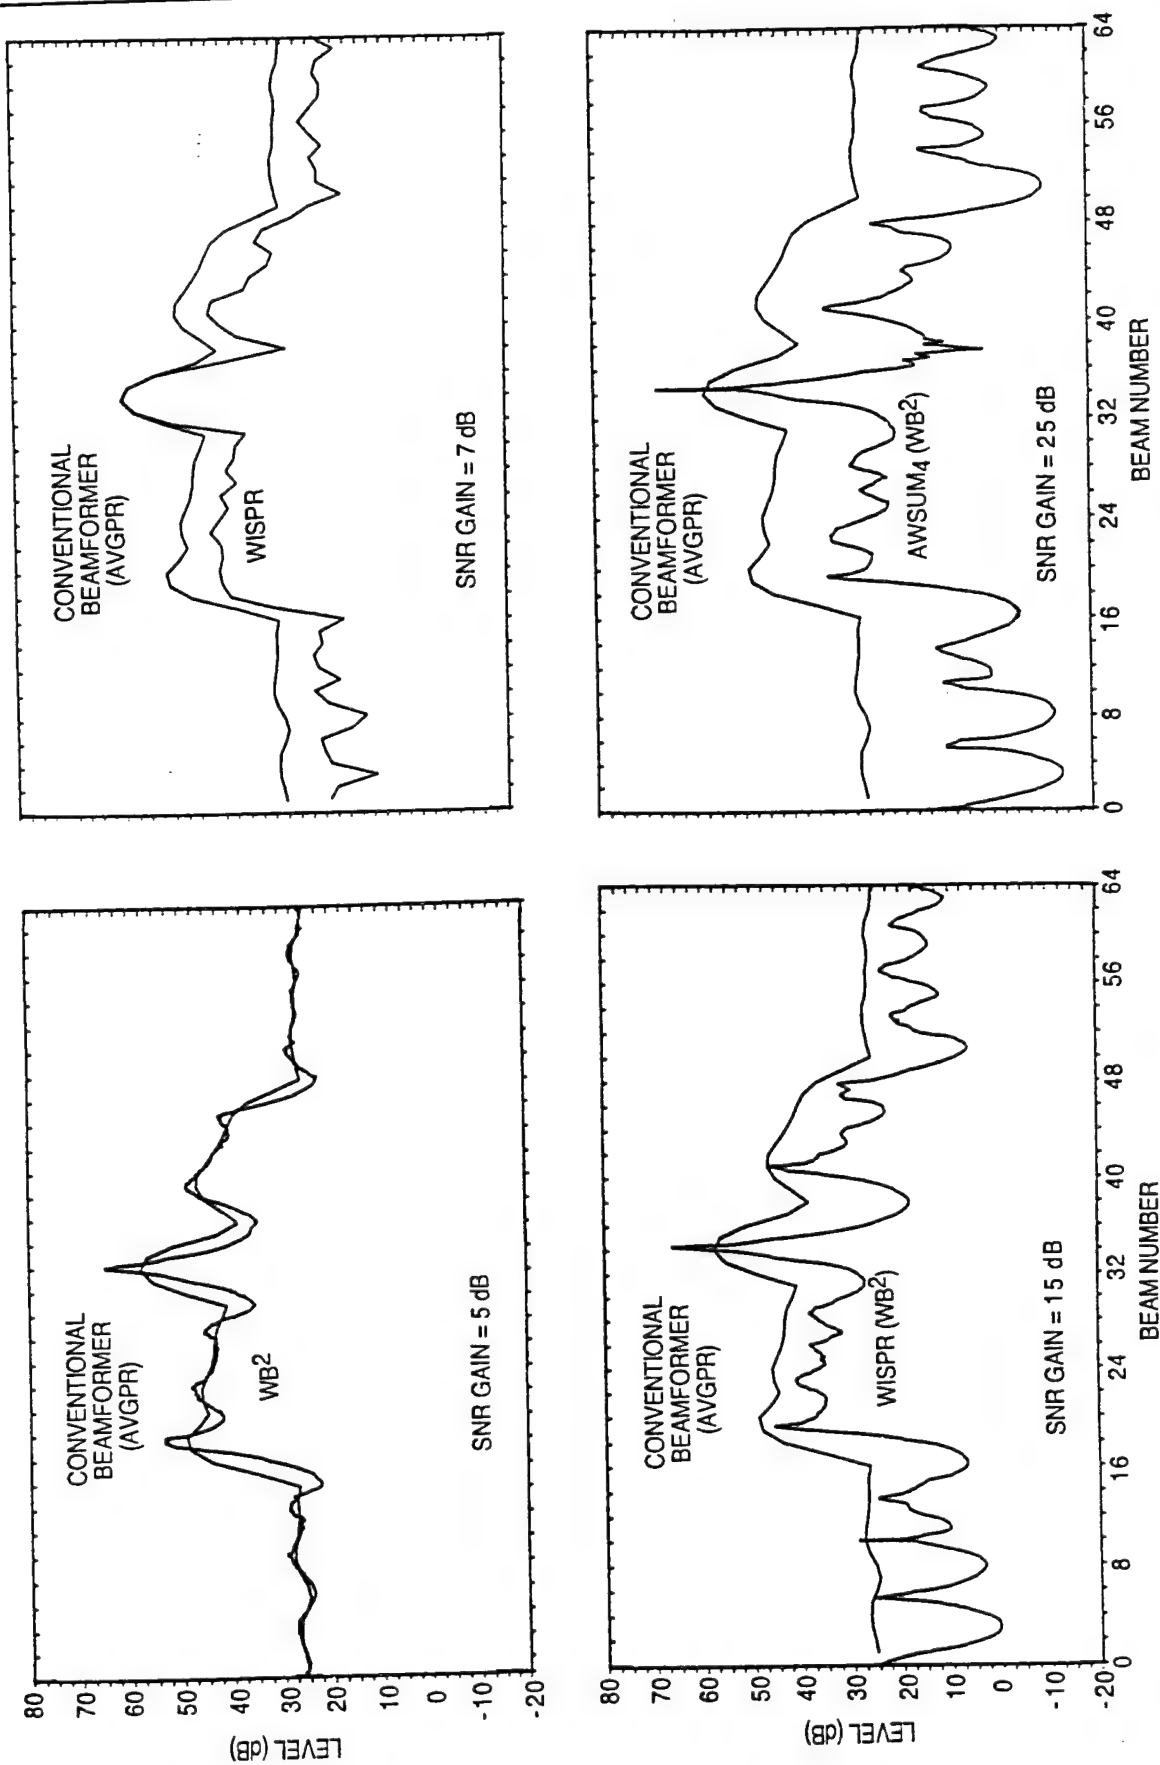 CONVENTIONAL
BEAMFORMER
(AVGPR)
WB²
SNR GAIN = 5 dB
LEVEL (dB)
80
70
60
50
40
30
20
10
0
-10
-20
CONVENTIONAL
BEAMFORMER
(AVGPR)
WISPR
SNR GAIN = 7 dB
CONVENTIONAL
BEAMFORMER
(AVGPR)
WISPR (WB²)
SNR GAIN = 15 dB
LEVEL (dB)
80
70
60
50
40
30
20
10
0
-10
-20
0 8 16 24 32 40 48 56 64
BEAM NUMBER
CONVENTIONAL
BEAMFORMER
(AVGPR)
AWSUM₄ (WB²)
SNR GAIN = 25 dB
0 8 16 24 32 40 48 56 64
BEAM NUMBER